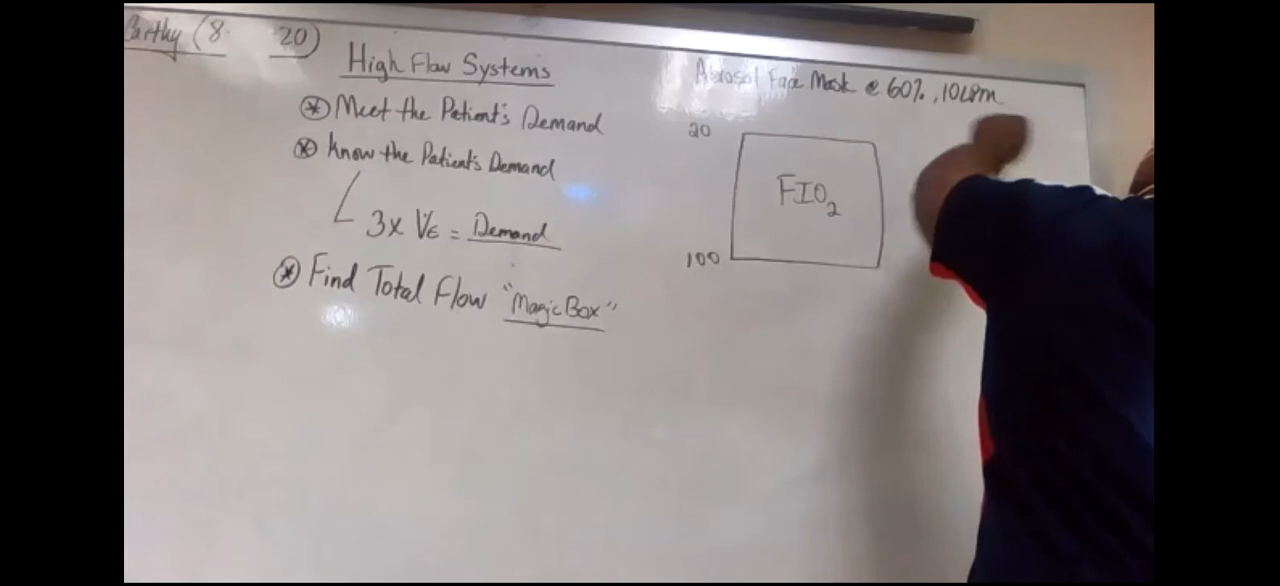 Carthy (8 20)
High Flow Systems
* Meet the Patient's Demand
* Know the Patient's Demand
3x V̇E = Demand
* Find Total Flow "Magic Box"
Aerosol Face Mask @ 60%, 10LPM
20
FIO₂
100